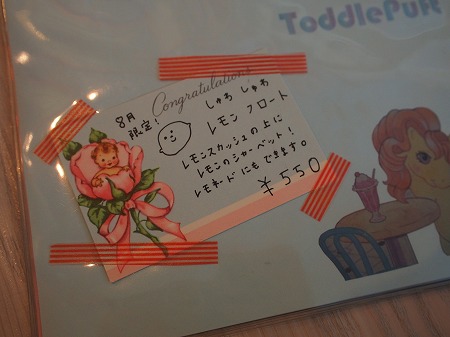 ToddlePuff
Congratulations
8月
限定!
しゅわ しゅわ
レモン フロート
レモンスカッシュの上に
レモンのシャーベット!
レモネードにもできます。
¥550